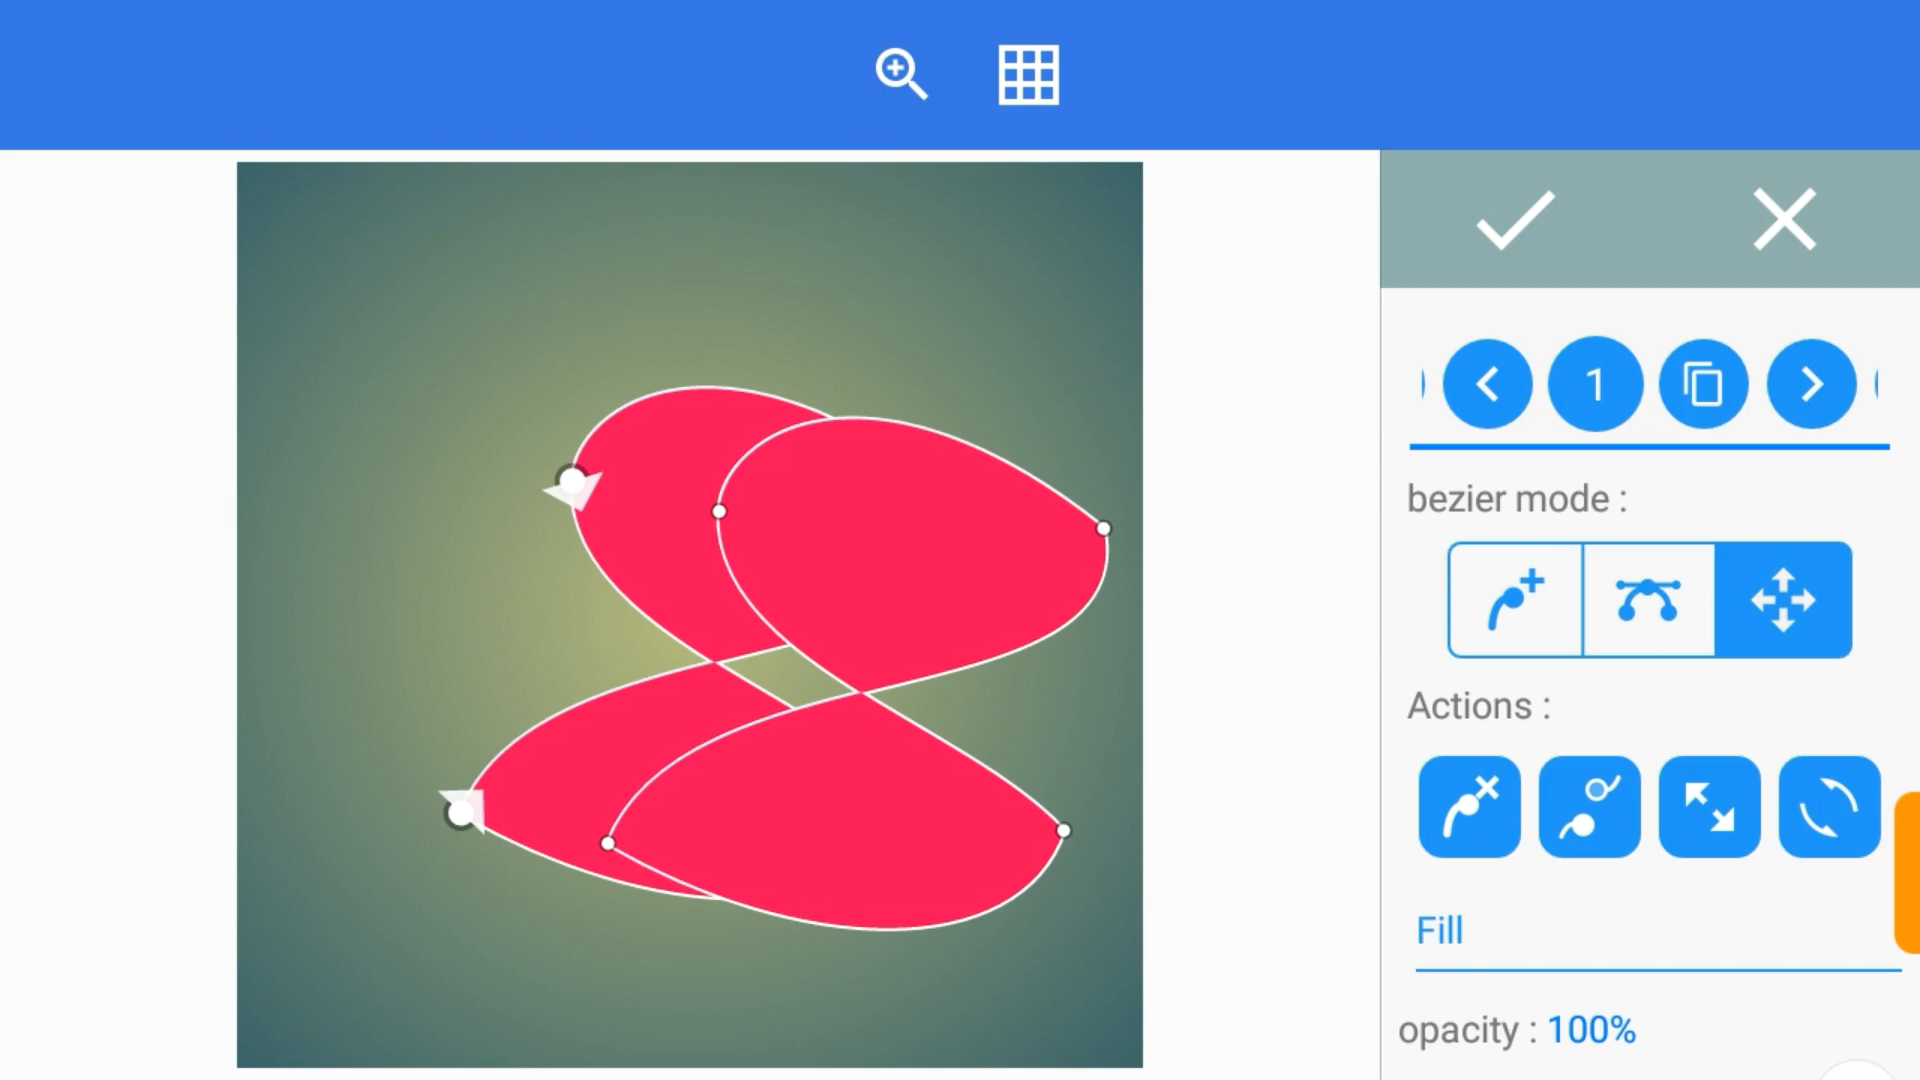 1
bezier mode :
Actions :
Fill
opacity : 100%